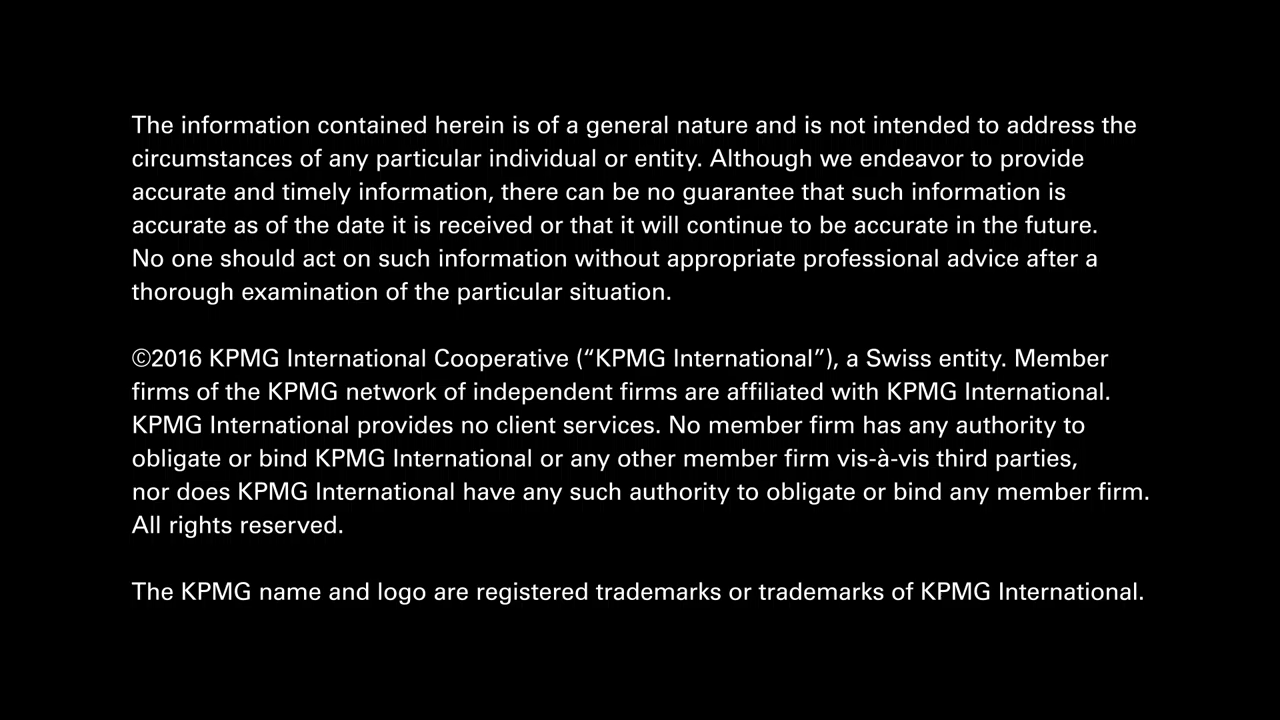 The information contained herein is of a general nature and is not intended to address the
circumstances of any particular individual or entity. Although we endeavor to provide
accurate and timely information, there can be no guarantee that such information is
accurate as of the date it is received or that it will continue to be accurate in the future.
No one should act on such information without appropriate professional advice after a
thorough examination of the particular situation.
©2016 KPMG International Cooperative (“KPMG International”), a Swiss entity. Member
firms of the KPMG network of independent firms are affiliated with KPMG International.
KPMG International provides no client services. No member firm has any authority to
obligate or bind KPMG International or any other member firm vis-à-vis third parties,
nor does KPMG International have any such authority to obligate or bind any member firm.
All rights reserved.
The KPMG name and logo are registered trademarks or trademarks of KPMG International.